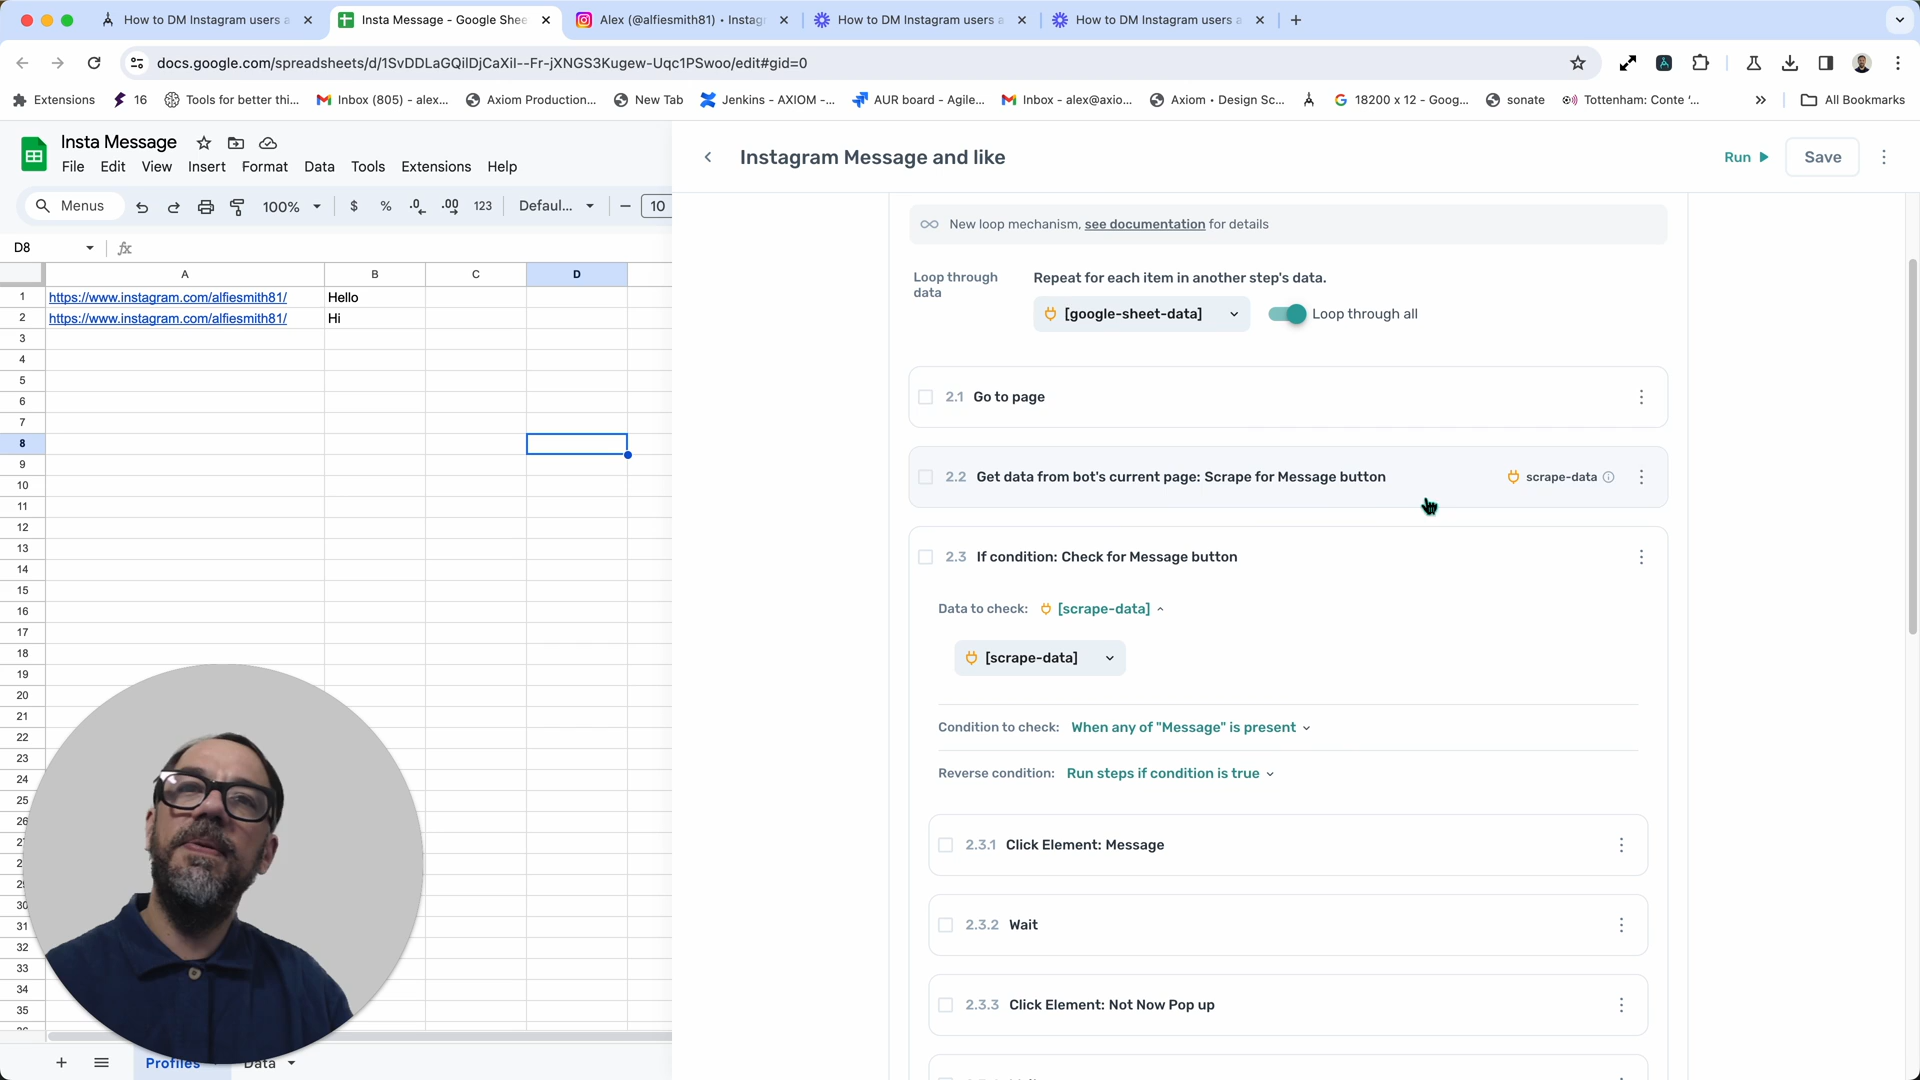 How to DM Instagram users a
Insta Message - Google Shee
Alex (@alfiesmith81) • Instagr
How to DM Instagram users a
How to DM Instagram users a
docs.google.com/spreadsheets/d/1SvDDLaGQilDjCaXil--Fr-jXNGS3Kugew-Uqc1PSwoo/edit#gid=0
Extensions
16
Tools for better thi...
Inbox (805) - alex...
Axiom Production...
New Tab
Jenkins - AXIOM -...
AUR board - Agile...
Inbox - alex@axio...
Axiom • Design Sc...
18200 x 12 - Goog...
sonate
Tottenham: Conte '...
All Bookmarks
Insta Message
File Edit View Insert Format Data Tools Extensions Help
Menus
100%
$ % .0 .00 123
Defaul...
10
D8
fx
A B C D
1 https://www.instagram.com/alfiesmith81/ Hello
2 https://www.instagram.com/alfiesmith81/ Hi
3
4
5
6
7
8
9
10
11
12
13
14
15
16
17
18
19
20
21
22
23
24
25
26
30
31
32
33
34
35
Profiles
Data
Instagram Message and like
Run
Save
New loop mechanism, see documentation for details
Loop through
data
Repeat for each item in another step's data.
[google-sheet-data]
Loop through all
2.1 Go to page
2.2 Get data from bot's current page: Scrape for Message button
scrape-data
2.3 If condition: Check for Message button
Data to check: [scrape-data]
[scrape-data]
Condition to check: When any of "Message" is present
Reverse condition: Run steps if condition is true
2.3.1 Click Element: Message
2.3.2 Wait
2.3.3 Click Element: Not Now Pop up